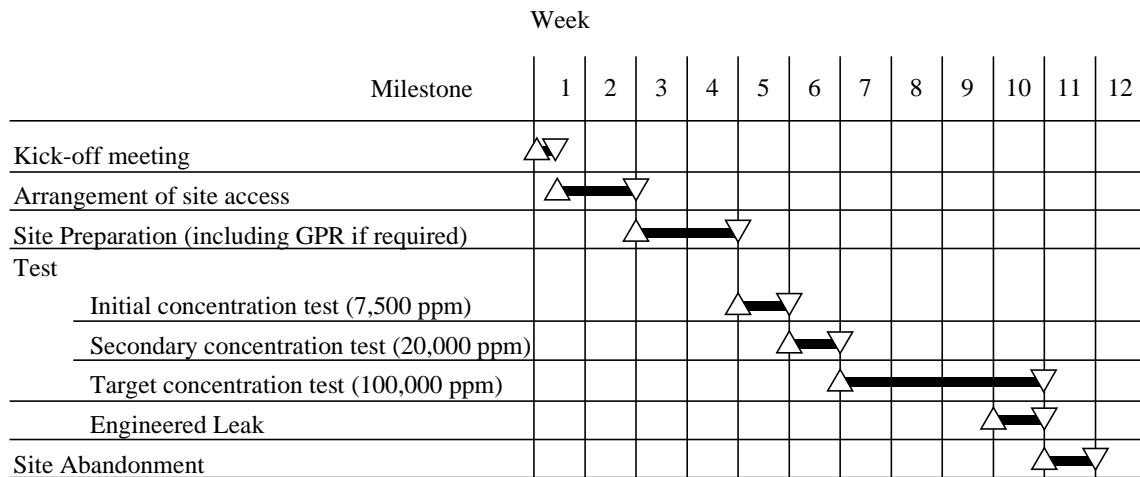 Week
Milestone 1 2 3 4 5 6 7 8 9 10 11 12
Kick-off meeting
Arrangement of site access
Site Preparation (including GPR if required)
Test
Initial concentration test (7,500 ppm)
Secondary concentration test (20,000 ppm)
Target concentration test (100,000 ppm)
Engineered Leak
Site Abandonment